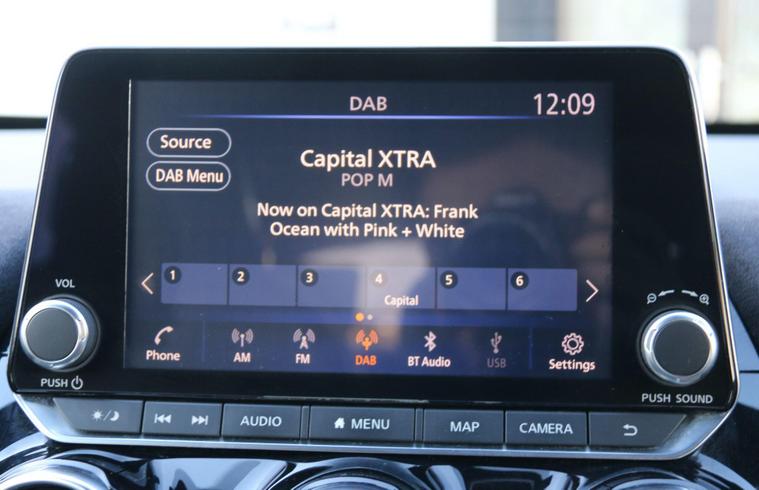 DAB
12:09
Source
DAB Menu
Capital XTRA
POP M
Now on Capital XTRA: Frank
Ocean with Pink + White
1 2 3 4 5 6
Capital
Phone AM FM DAB BT Audio USB Settings
VOL
PUSH
PUSH SOUND
AUDIO MENU MAP CAMERA